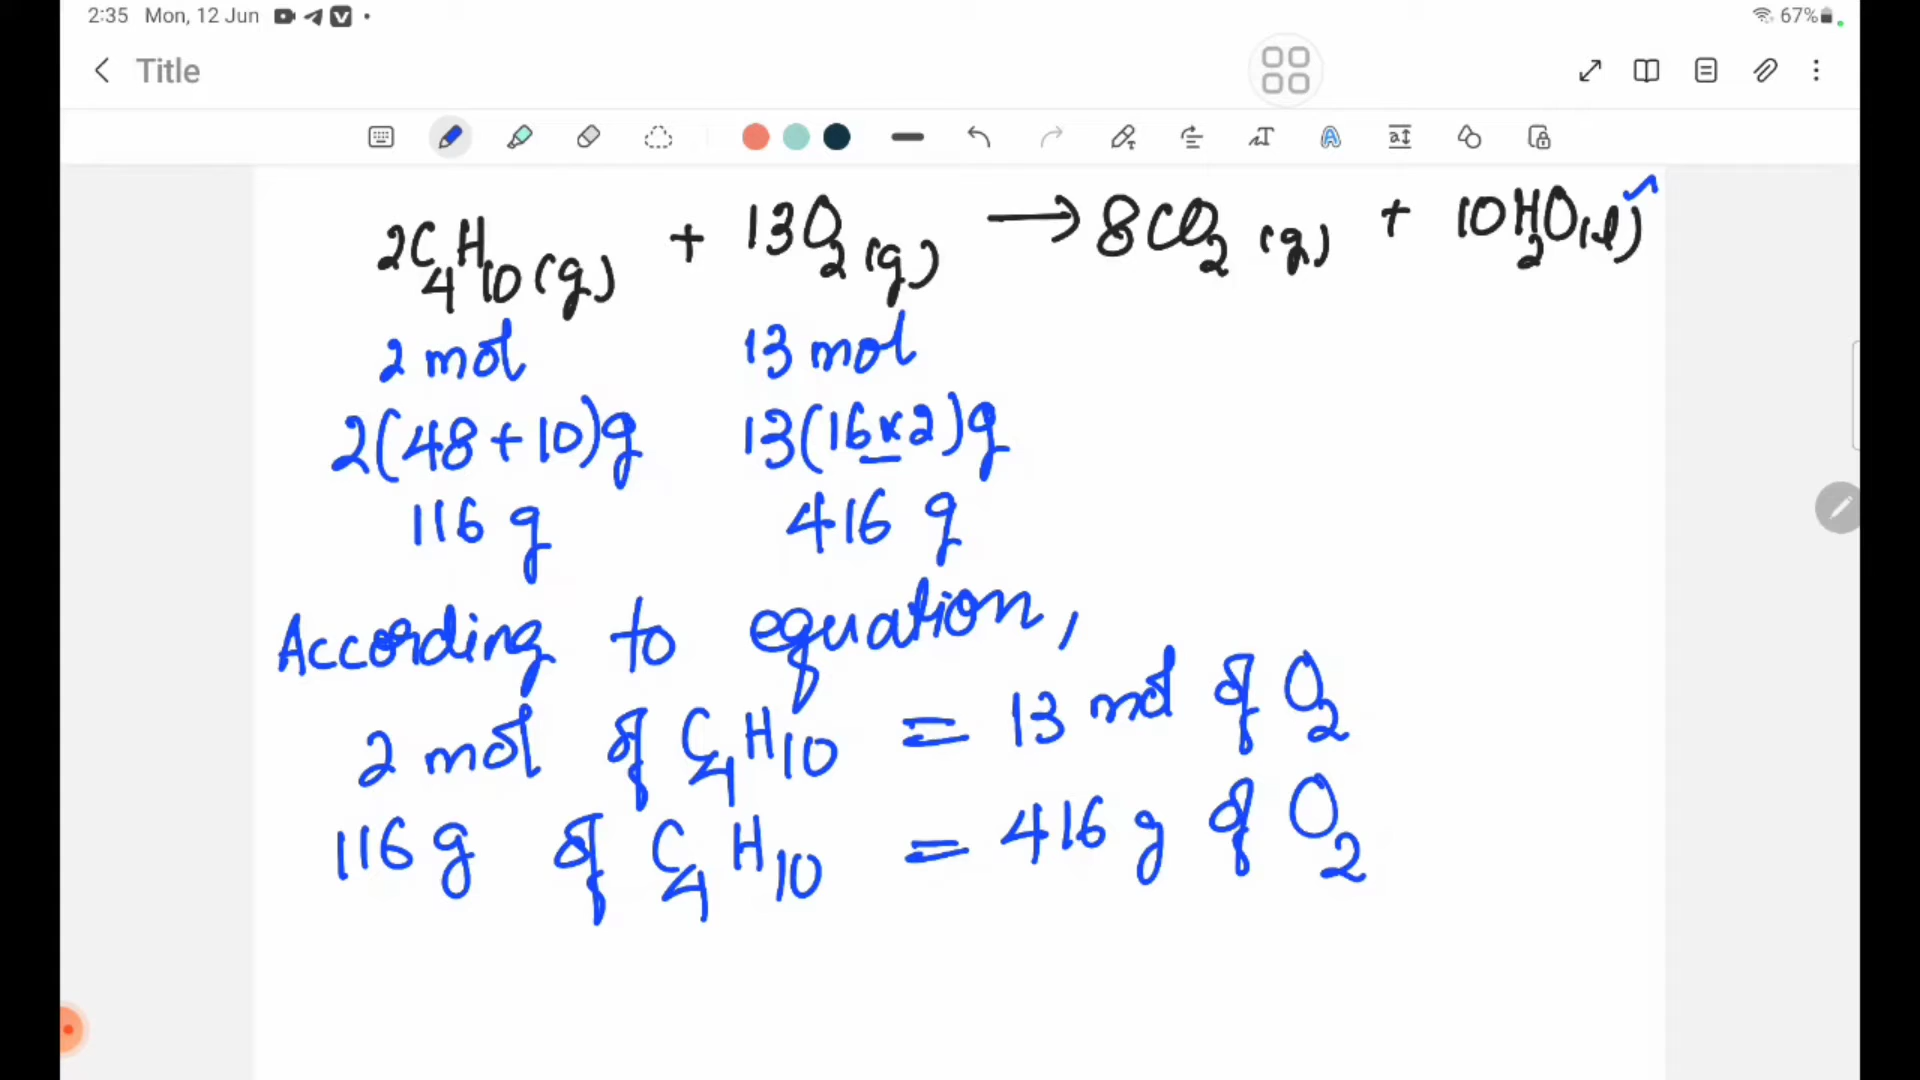 2:35 Mon, 12 Jun 67%
Title
2C4H10(g) + 13O2(g) → 8CO2(g) + 10H2O(l)
2 mol 13 mol
2(48+10)g 13(16×2)g
116 g 416 g
According to equation,
2 mol of C4H10 = 13 mol of O2
116 g of C4H10 = 416 g of O2